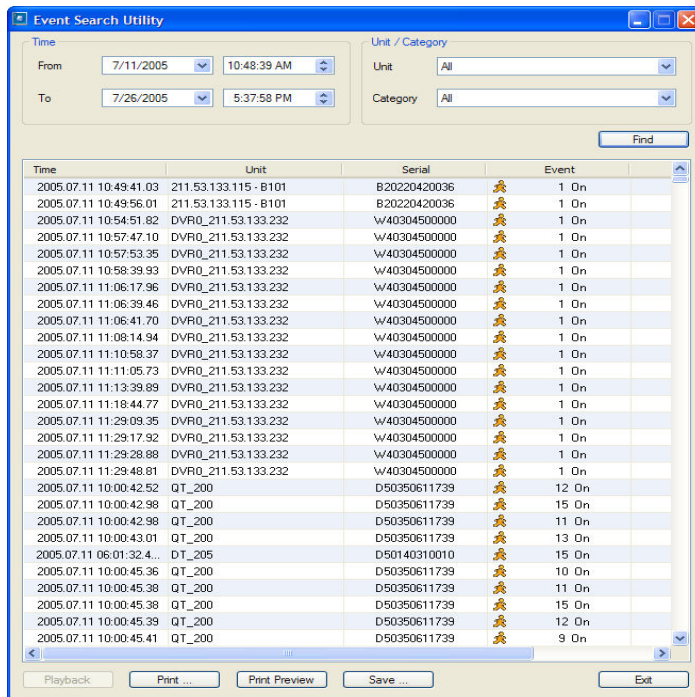 Event Search Utility
Time
Unit / Category
From 7/11/2005 10:48:39 AM
Unit All
To 7/26/2005 5:37:58 PM
Category All
Find
Time Unit Serial Event
2005.07.11 10:49:41.03 211.53.133.115 - B101 B20220420036 1 On
2005.07.11 10:49:56.01 211.53.133.115 - B101 B20220420036 1 On
2005.07.11 10:54:51.82 DVR0_211.53.133.232 W40304500000 1 On
2005.07.11 10:57:47.10 DVR0_211.53.133.232 W40304500000 1 On
2005.07.11 10:57:53.35 DVR0_211.53.133.232 W40304500000 1 On
2005.07.11 10:58:39.93 DVR0_211.53.133.232 W40304500000 1 On
2005.07.11 11:06:17.96 DVR0_211.53.133.232 W40304500000 1 On
2005.07.11 11:06:39.46 DVR0_211.53.133.232 W40304500000 1 On
2005.07.11 11:06:41.70 DVR0_211.53.133.232 W40304500000 1 On
2005.07.11 11:08:14.94 DVR0_211.53.133.232 W40304500000 1 On
2005.07.11 11:10:58.37 DVR0_211.53.133.232 W40304500000 1 On
2005.07.11 11:11:05.73 DVR0_211.53.133.232 W40304500000 1 On
2005.07.11 11:13:39.89 DVR0_211.53.133.232 W40304500000 1 On
2005.07.11 11:18:44.77 DVR0_211.53.133.232 W40304500000 1 On
2005.07.11 11:29:09.35 DVR0_211.53.133.232 W40304500000 1 On
2005.07.11 11:29:17.92 DVR0_211.53.133.232 W40304500000 1 On
2005.07.11 11:29:28.88 DVR0_211.53.133.232 W40304500000 1 On
2005.07.11 11:29:48.81 DVR0_211.53.133.232 W40304500000 1 On
2005.07.11 10:00:42.52 QT_200 D50350611739 12 On
2005.07.11 10:00:42.98 QT_200 D50350611739 15 On
2005.07.11 10:00:42.98 QT_200 D50350611739 11 On
2005.07.11 10:00:43.01 QT_200 D50350611739 13 On
2005.07.11 06:01:32.4... DT_205 D50140310010 15 On
2005.07.11 10:00:45.36 QT_200 D50350611739 10 On
2005.07.11 10:00:45.38 QT_200 D50350611739 11 On
2005.07.11 10:00:45.38 QT_200 D50350611739 15 On
2005.07.11 10:00:45.39 QT_200 D50350611739 12 On
2005.07.11 10:00:45.41 QT_200 D50350611739 9 On
Playback Print ... Print Preview Save ... Exit